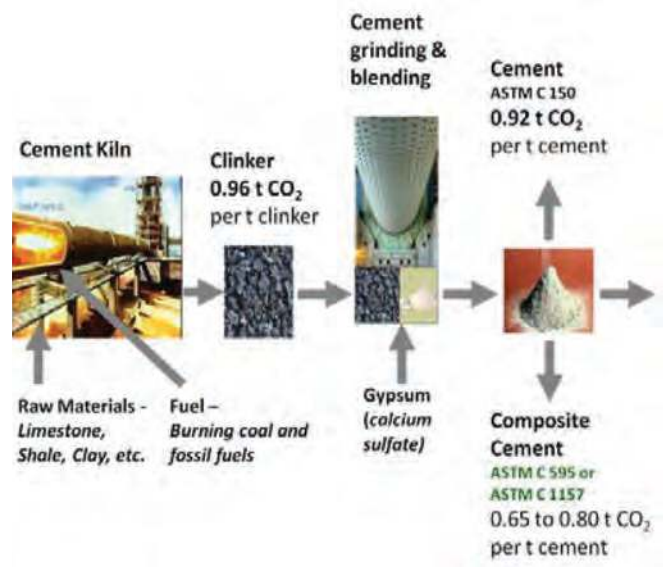 Cement
grinding &
blending
Cement
ASTM C 150
0.92 t CO₂
per t cement
Cement Kiln
Clinker
0.96 t CO₂
per t clinker
Raw Materials -
Limestone,
Shale, Clay, etc.
Fuel –
Burning coal and
fossil fuels
Gypsum
(calcium
sulfate)
Composite
Cement
ASTM C 595 or
ASTM C 1157
0.65 to 0.80 t CO₂
per t cement